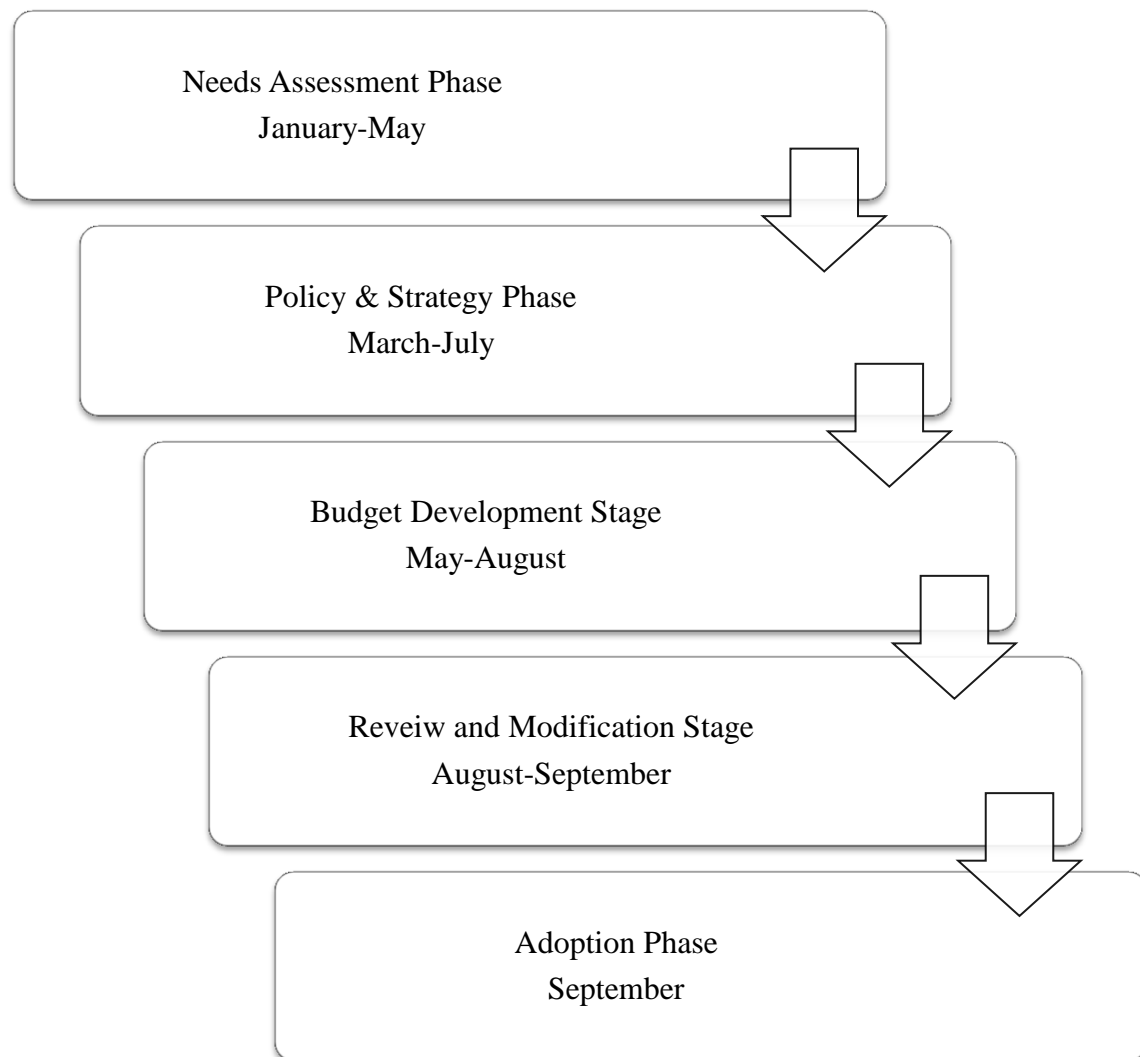 Needs Assessment Phase
January-May
Policy & Strategy Phase
March-July
Budget Development Stage
May-August
Reveiw and Modification Stage
August-September
Adoption Phase
September